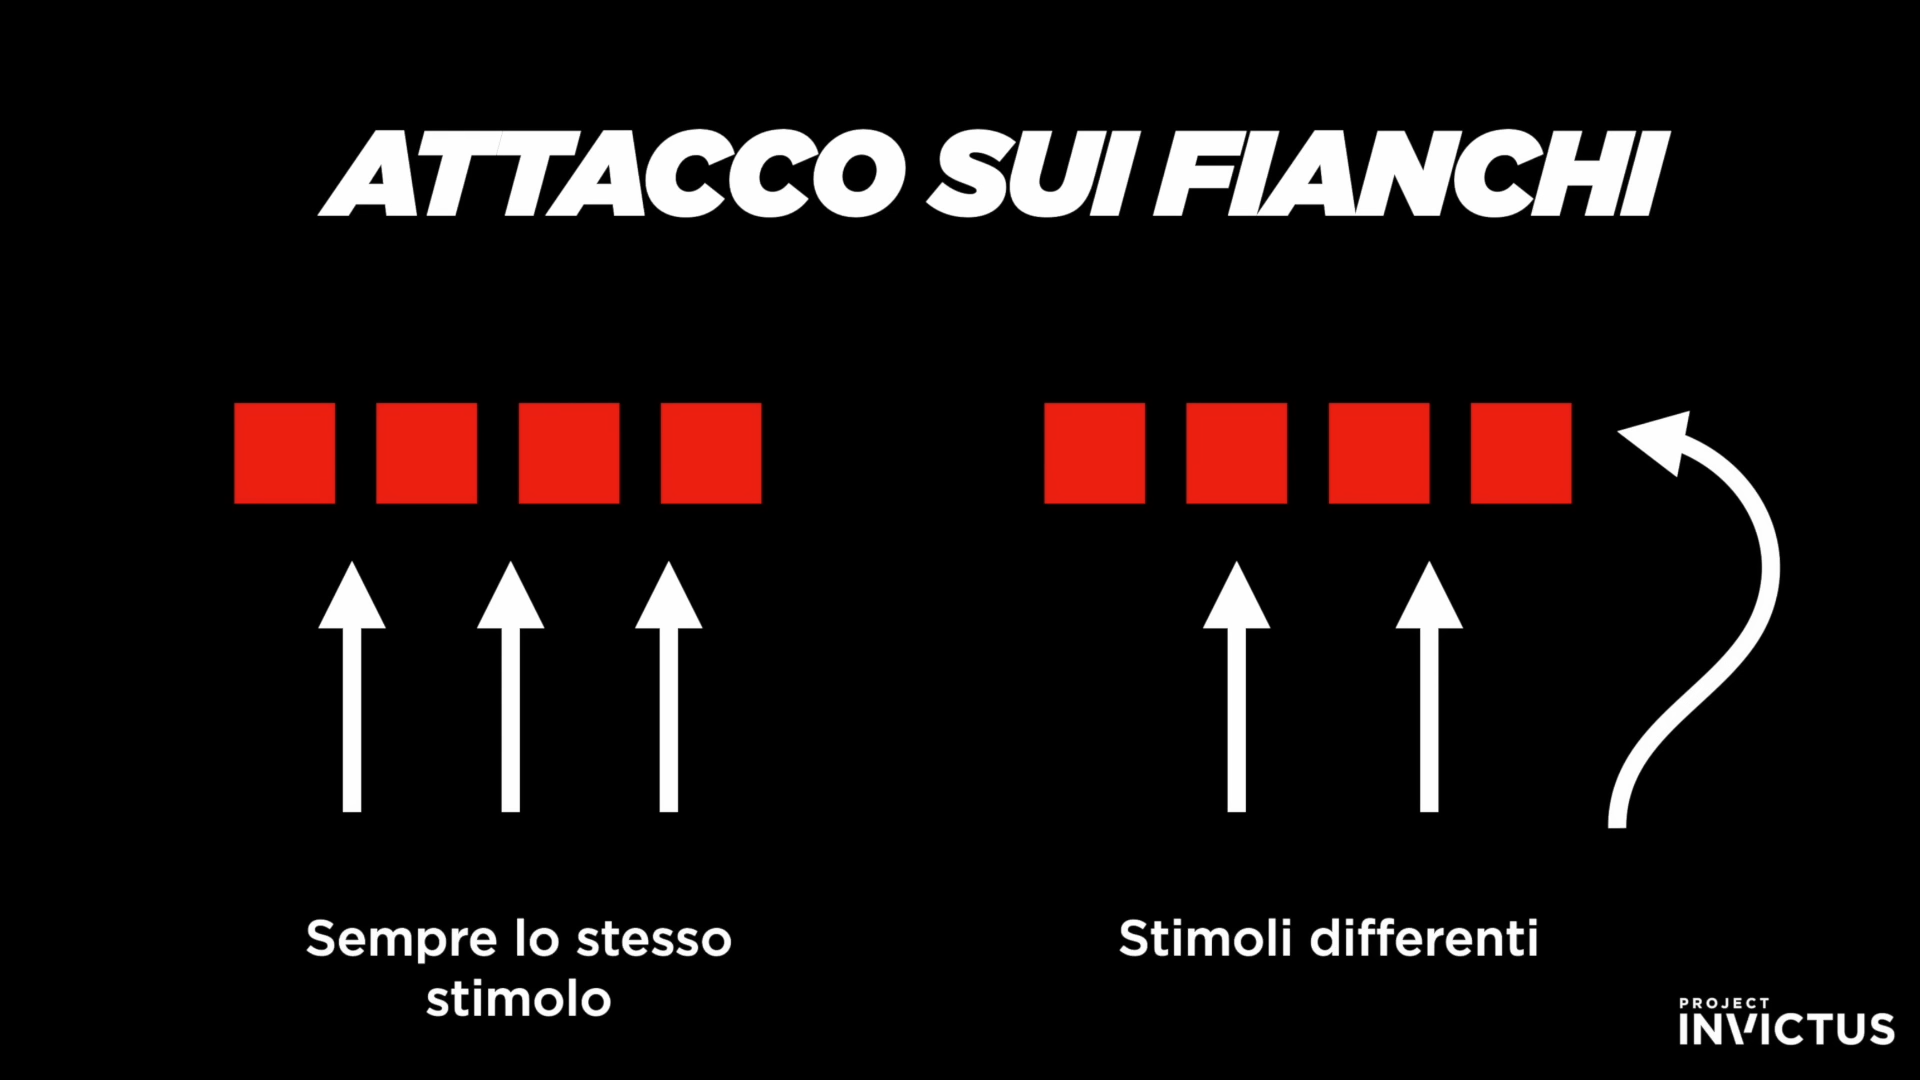 ATTACCO SUI FIANCHI
Sempre lo stesso
stimolo
Stimoli differenti
PROJECT
INVICTUS